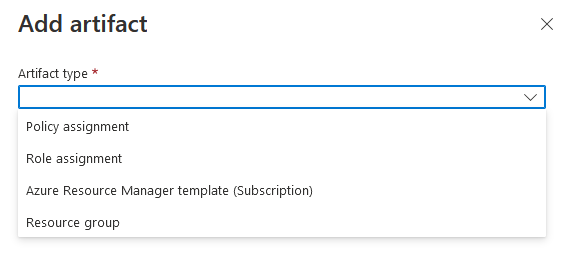 Add artifact
Artifact type *
Policy assignment
Role assignment
Azure Resource Manager template (Subscription)
Resource group